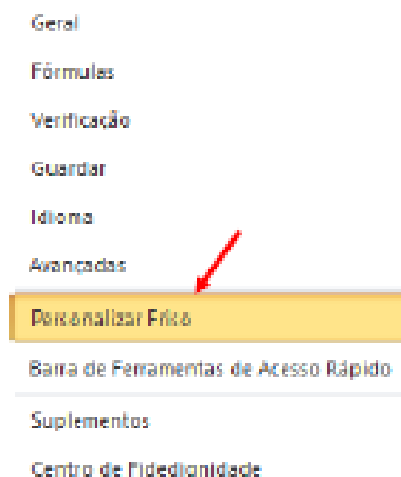 Geral
Fórmulas
Verificação
Guardar
Idioma
Avançadas
Personalizar Friso
Barra de Ferramentas de Acesso Rápido
Suplementos
Centro de Fidedignidade